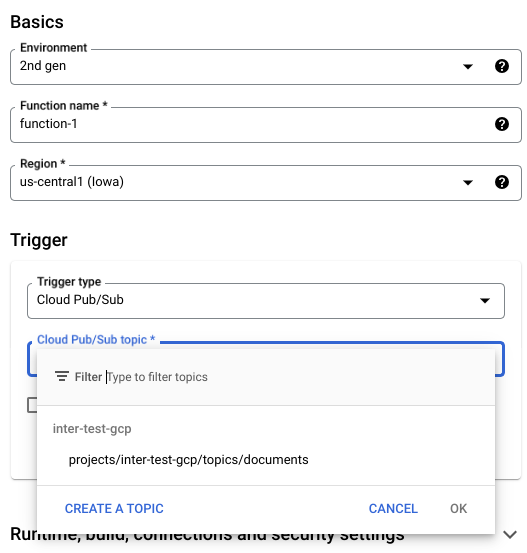 Basics
Environment
2nd gen
Function name *
function-1
Region *
us-central1 (Iowa)
Trigger
Trigger type
Cloud Pub/Sub
Cloud Pub/Sub topic *
Filter Type to filter topics
inter-test-gcp
projects/inter-test-gcp/topics/documents
CREATE A TOPIC CANCEL OK
Runtime, build, connections and security settings